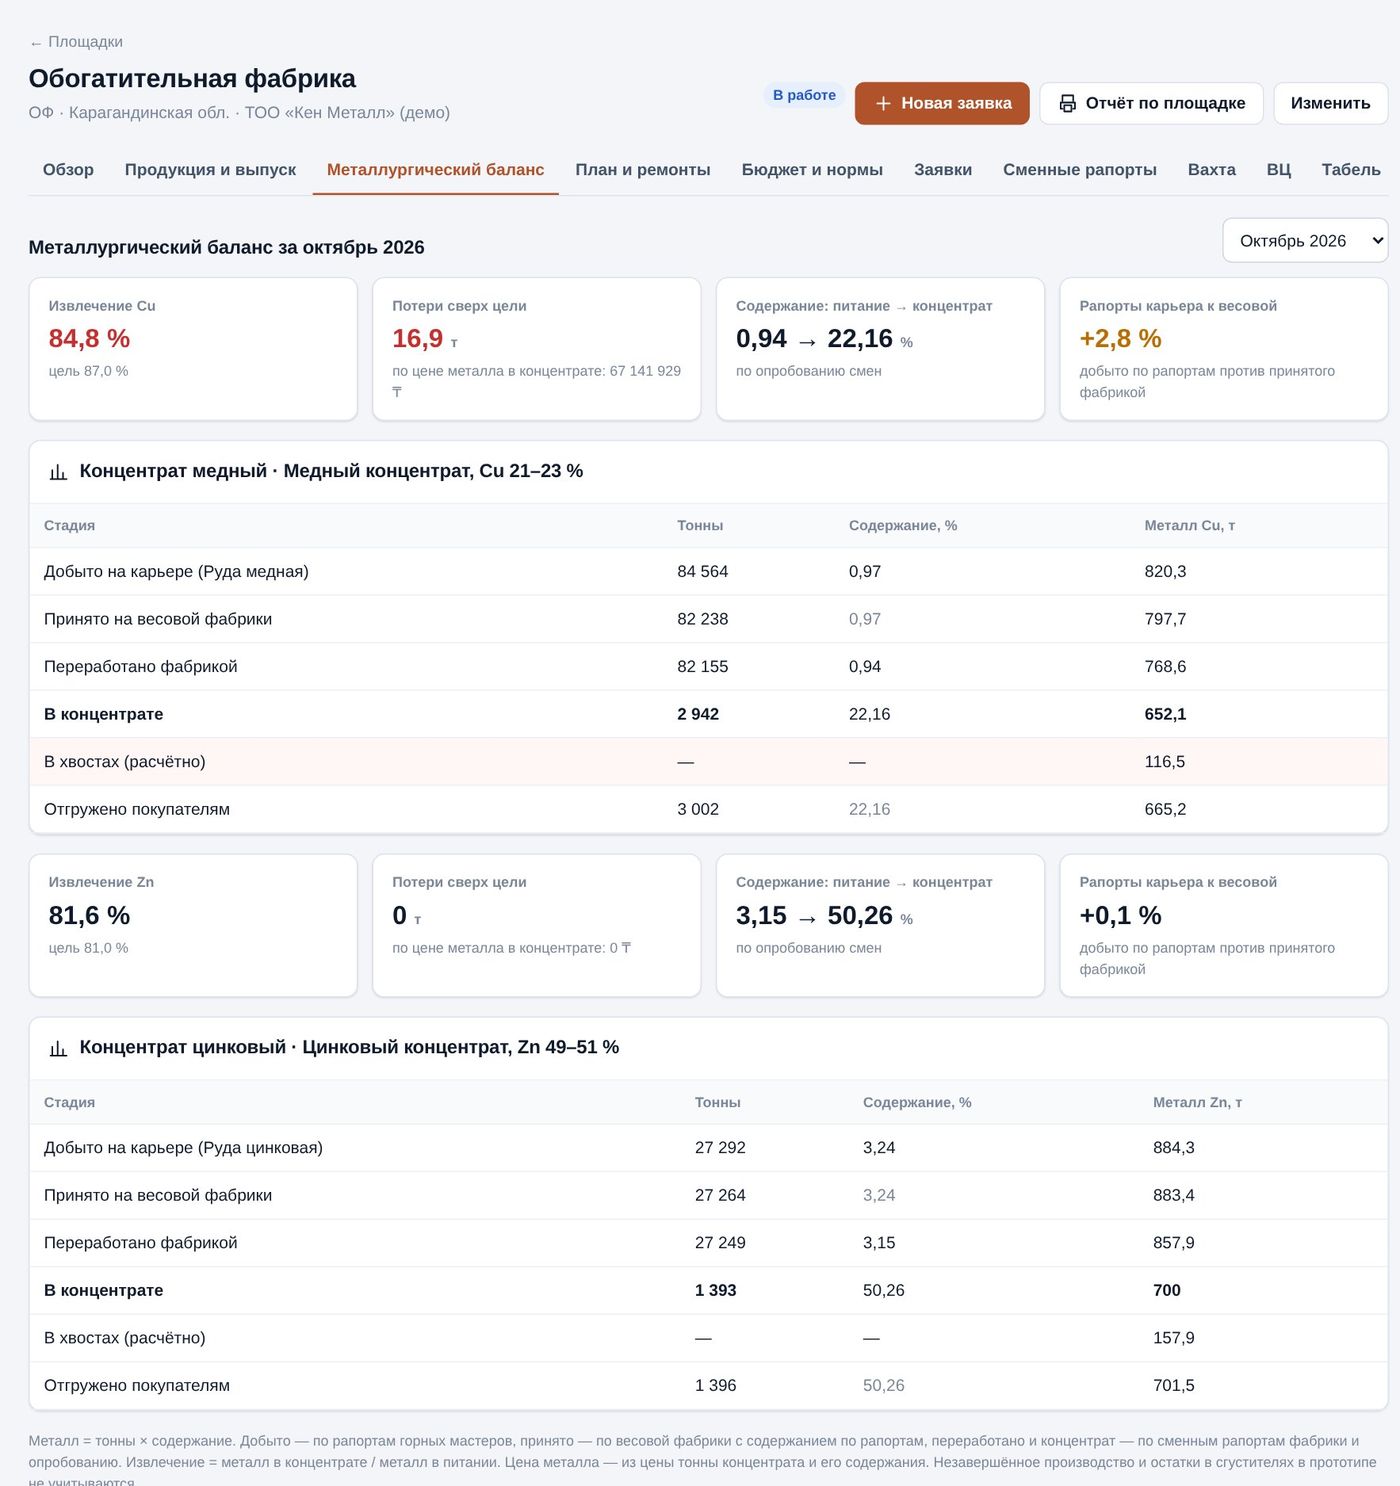 ← Площадки
Обогатительная фабрика
ОФ · Карагандинская обл. · ТОО «Кен Металл» (демо)
В работе
Новая заявка
Отчёт по площадке
Изменить
Обзор Продукция и выпуск Металлургический баланс План и ремонты Бюджет и нормы Заявки Сменные рапорты Вахта ВЦ Табель
Металлургический баланс за октябрь 2026
Октябрь 2026
Извлечение Cu
84,8 %
цель 87,0 %
Потери сверх цели
16,9 т
по цене металла в концентрате: 67 141 929
₸
Содержание: питание → концентрат
0,94 → 22,16 %
по опробованию смен
Рапорты карьера к весовой
+2,8 %
добыто по рапортам против принятого
фабрикой
Концентрат медный · Медный концентрат, Cu 21–23 %
Стадия Тонны Содержание, % Металл Cu, т
Добыто на карьере (Руда медная) 84 564 0,97 820,3
Принято на весовой фабрики 82 238 0,97 797,7
Переработано фабрикой 82 155 0,94 768,6
В концентрате 2 942 22,16 652,1
В хвостах (расчётно) — — 116,5
Отгружено покупателям 3 002 22,16 665,2
Извлечение Zn
81,6 %
цель 81,0 %
Потери сверх цели
0 т
по цене металла в концентрате: 0 ₸
Содержание: питание → концентрат
3,15 → 50,26 %
по опробованию смен
Рапорты карьера к весовой
+0,1 %
добыто по рапортам против принятого
фабрикой
Концентрат цинковый · Цинковый концентрат, Zn 49–51 %
Стадия Тонны Содержание, % Металл Zn, т
Добыто на карьере (Руда цинковая) 27 292 3,24 884,3
Принято на весовой фабрики 27 264 3,24 883,4
Переработано фабрикой 27 249 3,15 857,9
В концентрате 1 393 50,26 700
В хвостах (расчётно) — — 157,9
Отгружено покупателям 1 396 50,26 701,5
Металл = тонны × содержание. Добыто — по рапортам горных мастеров, принято — по весовой фабрики с содержанием по рапортам, переработано и концентрат — по сменным рапортам фабрики и
опробованию. Извлечение = металл в концентрате / металл в питании. Цена металла — из цены тонны концентрата и его содержания. Незавершённое производство и остатки в сгустителях в прототипе
не учитываются.